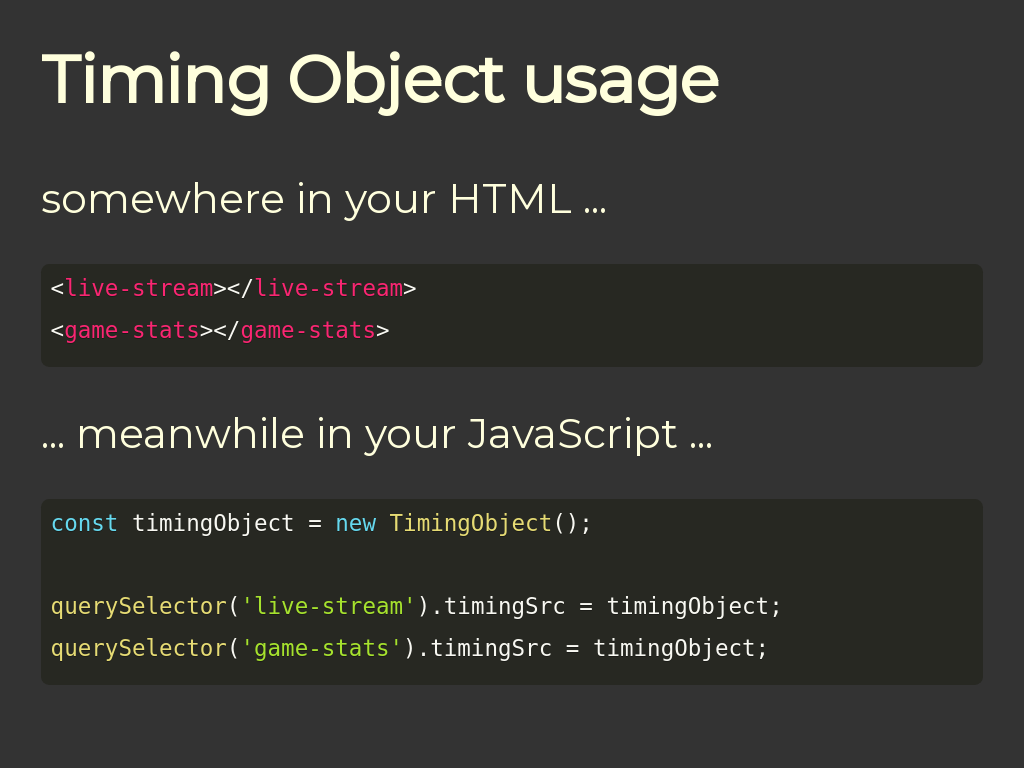 Timing Object usage
somewhere in your HTML ...
<live-stream></live-stream>
<game-stats></game-stats>
... meanwhile in your JavaScript ...
const timingObject = new TimingObject();
querySelector('live-stream').timingSrc = timingObject;
querySelector('game-stats').timingSrc = timingObject;